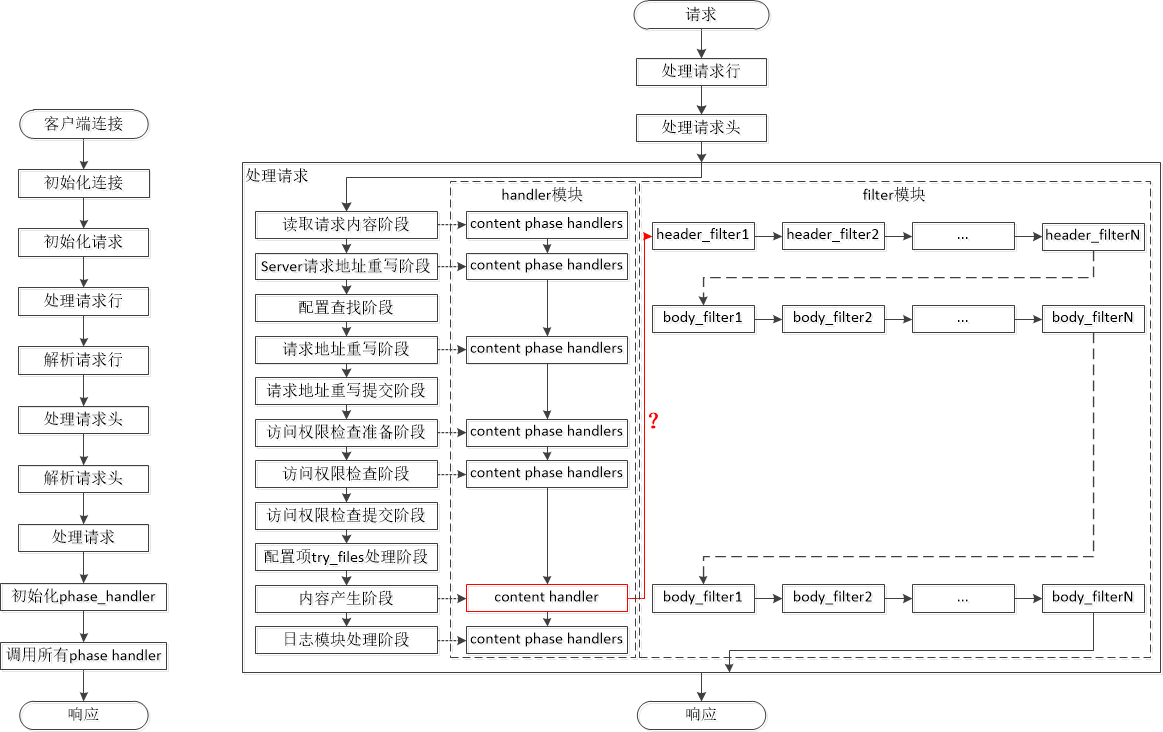 客户端连接
初始化连接
初始化请求
处理请求行
解析请求行
处理请求头
解析请求头
处理请求
初始化phase_handler
调用所有phase handler
响应
请求
处理请求行
处理请求头
处理请求
读取请求内容阶段
Server请求地址重写阶段
配置查找阶段
请求地址重写阶段
请求地址重写提交阶段
访问权限检查准备阶段
访问权限检查阶段
访问权限检查提交阶段
配置项try_files处理阶段
内容产生阶段
日志模块处理阶段
handler模块
content phase handlers
content phase handlers
content phase handlers
content phase handlers
content phase handlers
content handler
content phase handlers
?
filter模块
header_filter1
header_filter2
...
header_filterN
body_filter1
body_filter2
...
body_filterN
body_filter1
body_filter2
...
body_filterN
响应